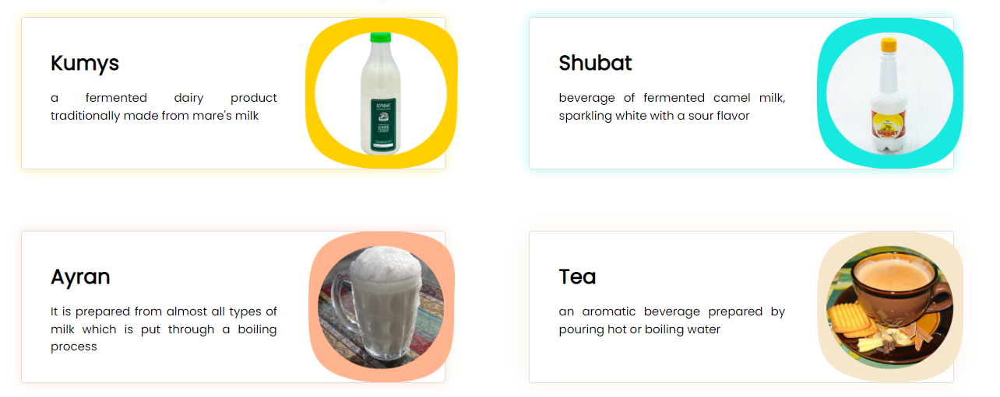 Kumys
a fermented dairy product
traditionally made from mare's milk
КУМЫС
Shubat
beverage of fermented camel milk,
sparkling white with a sour flavor
ШУБАТ
Ayran
It is prepared from almost all types of
milk which is put through a boiling
process
Tea
an aromatic beverage prepared by
pouring hot or boiling water